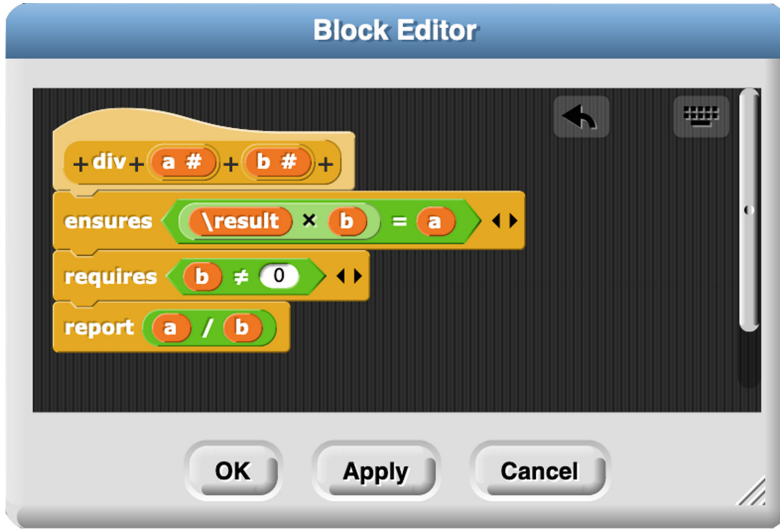 Block Editor
+ div + a # + b # +
ensures \result × b = a
requires b ≠ 0
report a / b
OK Apply Cancel